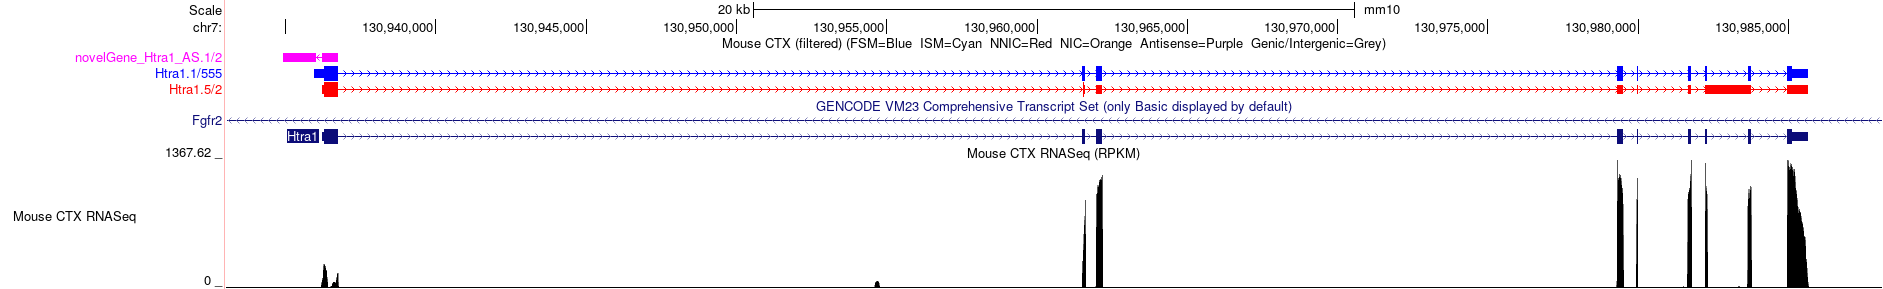 Scale 20 kb mm10
chr7: 130,940,000 130,945,000 130,950,000 130,955,000 130,960,000 130,965,000 130,970,000 130,975,000 130,980,000 130,985,000
Mouse CTX (filtered) (FSM=Blue ISM=Cyan NNIC=Red NIC=Orange Antisense=Purple Genic/Intergenic=Grey)
novelGene_Htra1_AS.1/2
Htra1.1/555
Htra1.5/2
GENCODE VM23 Comprehensive Transcript Set (only Basic displayed by default)
Fgfr2
Htra1
1367.62 _ Mouse CTX RNASeq (RPKM)
Mouse CTX RNASeq
0 _